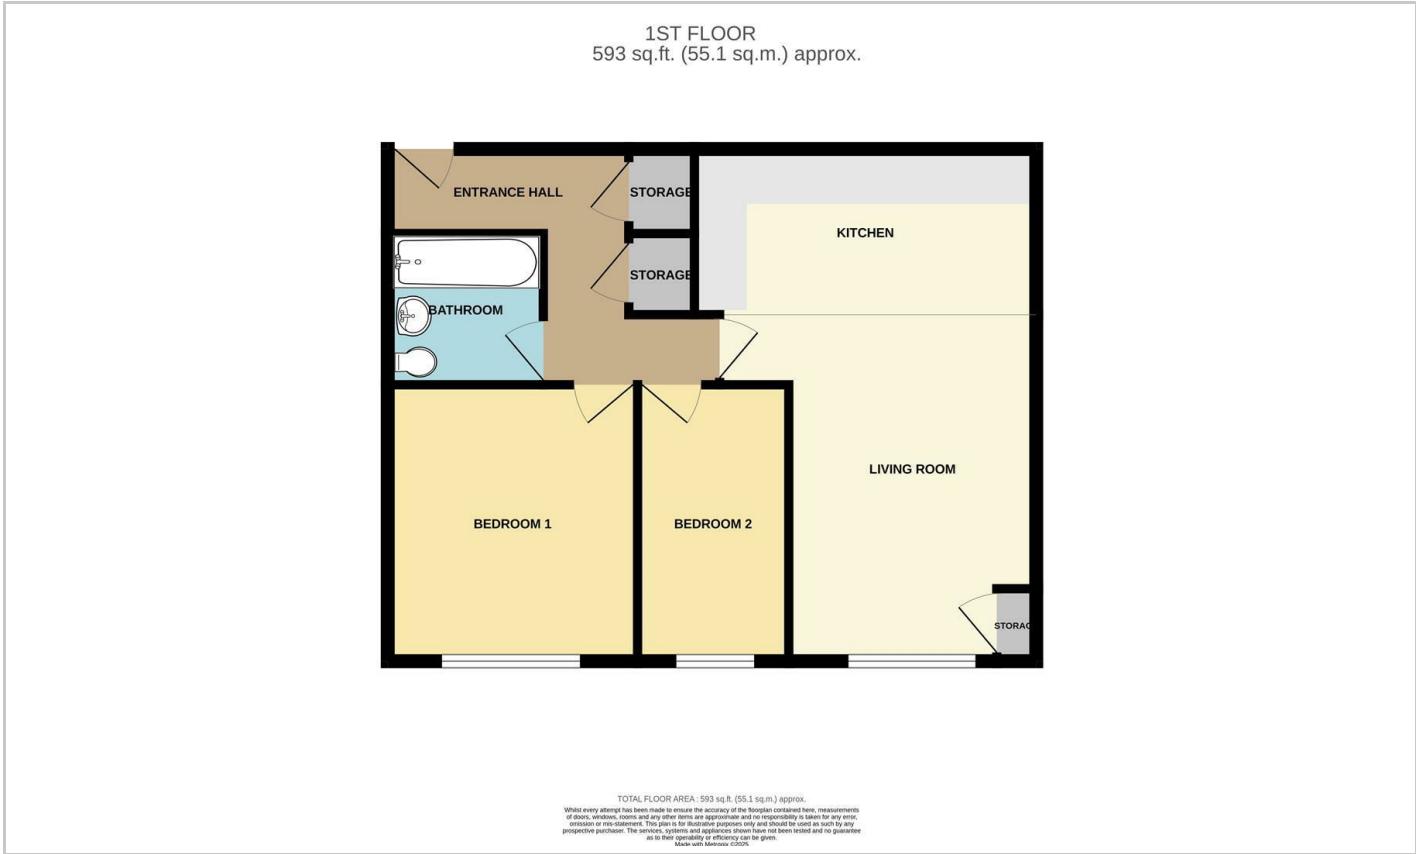 1ST FLOOR
593 sq.ft. (55.1 sq.m.) approx.
ENTRANCE HALL
STORAGE
KITCHEN
STORAGE
BATHROOM
LIVING ROOM
BEDROOM 1
BEDROOM 2
STORAG
TOTAL FLOOR AREA : 593 sq.ft. (55.1 sq.m.) approx.
Whilst every attempt has been made to ensure the accuracy of the floorplan contained here, measurements
of doors, windows, rooms and any other items are approximate and no responsibility is taken for any error,
omission or mis-statement. This plan is for illustrative purposes only and should be used as such by any
prospective purchaser. The services, systems and appliances shown have not been tested and no guarantee
as to their operability or efficiency can be given.
Made with Metropix ©2025